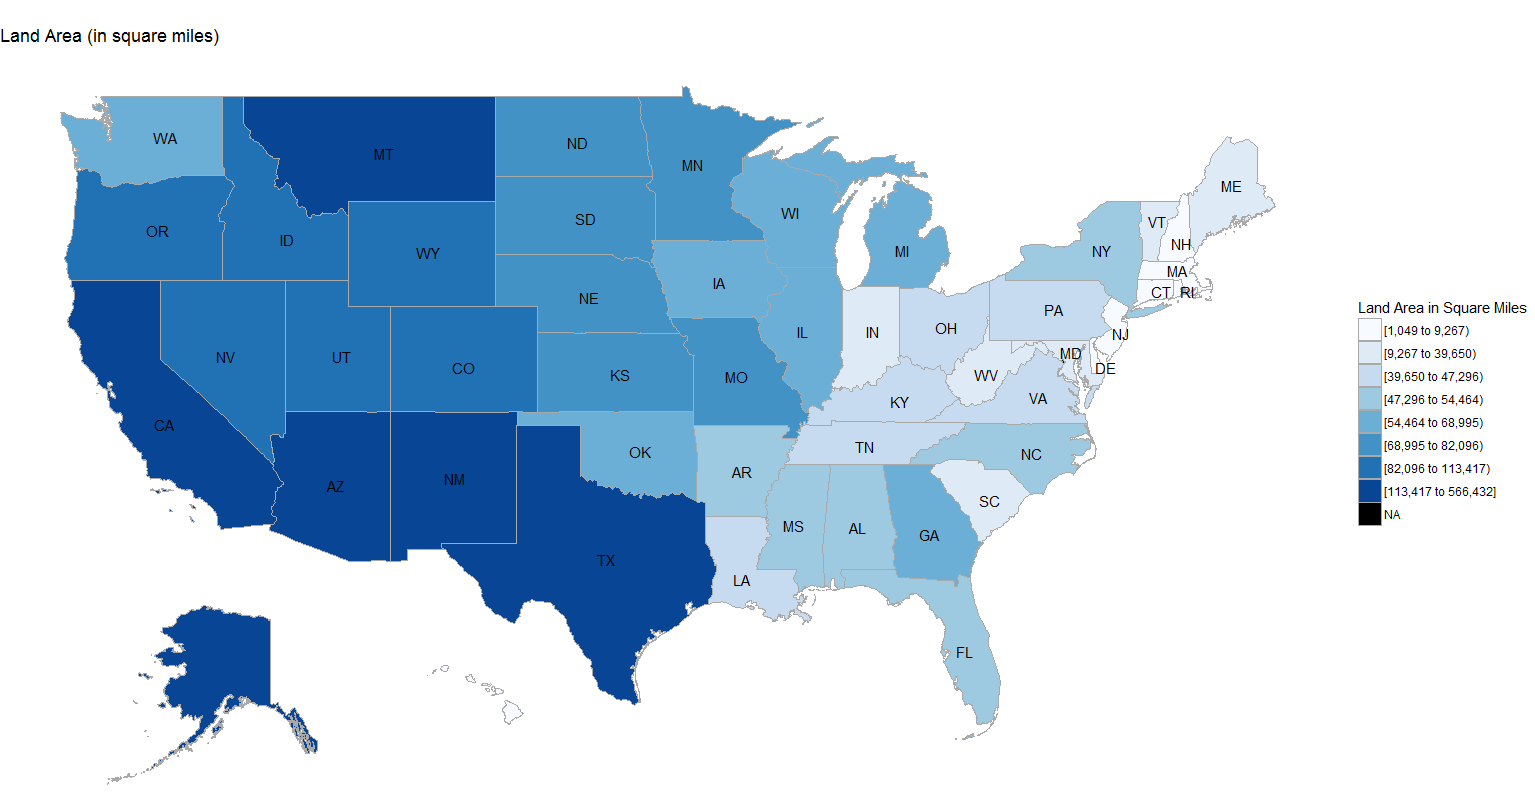 Land Area (in square miles)
WA
MT
ND
MN
ME
OR
ID
WY
SD
WI
MI
NY
VT
NH
MA
CT
RI
IA
NE
PA
NJ
NV
UT
CO
KS
MO
IL
IN
OH
MD
DE
WV
VA
KY
CA
AZ
NM
OK
AR
TN
NC
SC
MS
AL
GA
TX
LA
FL
Land Area in Square Miles
[1,049 to 9,267)
[9,267 to 39,650)
[39,650 to 47,296)
[47,296 to 54,464)
[54,464 to 68,995)
[68,995 to 82,096)
[82,096 to 113,417)
[113,417 to 566,432]
NA